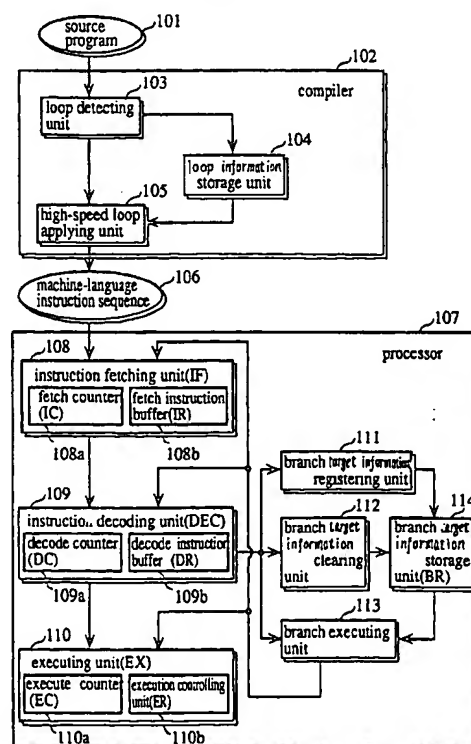 source
program
101
102
compiler
103
loop detecting
unit
104
loop information
storage unit
105
high-speed loop
applying unit
106
machine-language
instruction sequence
107
processor
108
instruction fetching unit(IF)
fetch counter
(IC)
fetch instruction
buffer(IR)
108a
108b
109
instruction decoding unit(DEC)
decode counter
(DC)
decode instruction
buffer (DR)
109a
109b
110
executing unit(EX)
execute counter
(EC)
execution controlling
unit(ER)
110a
110b
111
branch target information
registering unit
112
branch target
information
clearing
unit
113
branch executing
unit
114
branch target
information
storage
unit(BR)